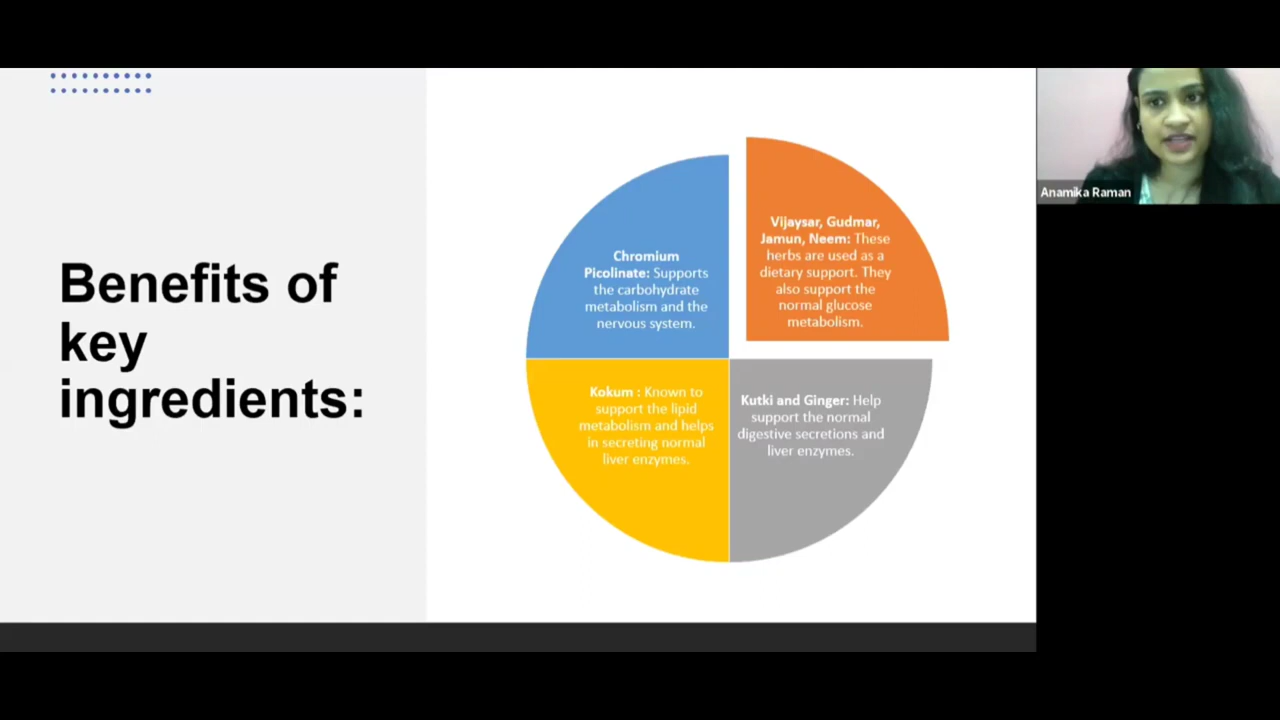 Benefits of
key
ingredients:
Chromium
Picolinate: Supports
the carbohydrate
metabolism and the
nervous system.
Vijaysar, Gudmar,
Jamun, Neem: These
herbs are used as a
dietary support. They
also support the
normal glucose
metabolism.
Kokum : Known to
support the lipid
metabolism and helps
in secreting normal
liver enzymes.
Kutki and Ginger: Help
support the normal
digestive secretions and
liver enzymes.
Anamika Raman